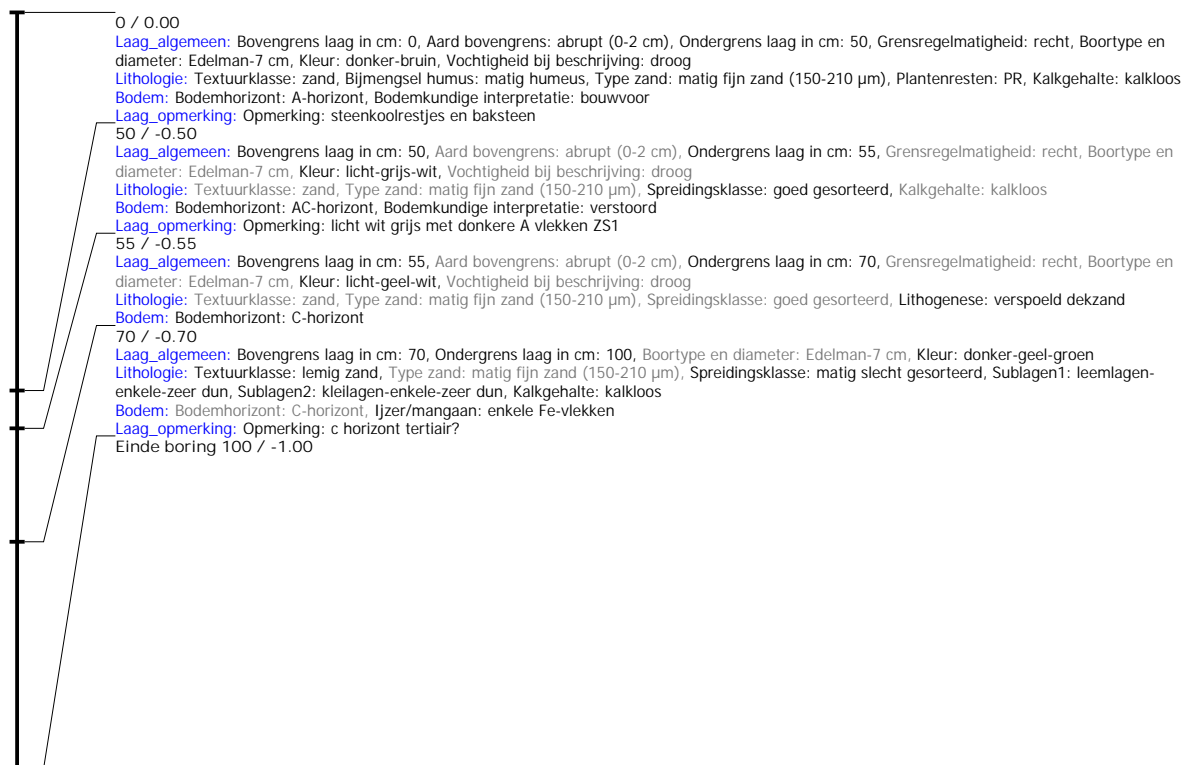 0 / 0.00
Laag_algemeen: Bovengrens laag in cm: 0, Aard bovengrens: abrupt (0-2 cm), Ondergrens laag in cm: 50, Grensregelmatigheid: recht, Boortype en
diameter: Edelman-7 cm, Kleur: donker-bruin, Vochtigheid bij beschrijving: droog
Lithologie: Textuurklasse: zand, Bijmengsel humus: matig humeus, Type zand: matig fijn zand (150-210 µm), Plantenresten: PR, Kalkgehalte: kalkloos
Bodem: Bodemhorizont: A-horizont, Bodemkundige interpretatie: bouwvoor
Laag_opmerking: Opmerking: steenkoolrestjes en baksteen
50 / -0.50
Laag_algemeen: Bovengrens laag in cm: 50, Aard bovengrens: abrupt (0-2 cm), Ondergrens laag in cm: 55, Grensregelmatigheid: recht, Boortype en
diameter: Edelman-7 cm, Kleur: licht-grijs-wit, Vochtigheid bij beschrijving: droog
Lithologie: Textuurklasse: zand, Type zand: matig fijn zand (150-210 µm), Spreidingsklasse: goed gesorteerd, Kalkgehalte: kalkloos
Bodem: Bodemhorizont: AC-horizont, Bodemkundige interpretatie: verstoord
Laag_opmerking: Opmerking: licht wit grijs met donkere A vlekken ZS1
55 / -0.55
Laag_algemeen: Bovengrens laag in cm: 55, Aard bovengrens: abrupt (0-2 cm), Ondergrens laag in cm: 70, Grensregelmatigheid: recht, Boortype en
diameter: Edelman-7 cm, Kleur: licht-geel-wit, Vochtigheid bij beschrijving: droog
Lithologie: Textuurklasse: zand, Type zand: matig fijn zand (150-210 µm), Spreidingsklasse: goed gesorteerd, Lithogenese: verspoeld dekzand
Bodem: Bodemhorizont: C-horizont
70 / -0.70
Laag_algemeen: Bovengrens laag in cm: 70, Ondergrens laag in cm: 100, Boortype en diameter: Edelman-7 cm, Kleur: donker-geel-groen
Lithologie: Textuurklasse: lemig zand, Type zand: matig fijn zand (150-210 µm), Spreidingsklasse: matig slecht gesorteerd, Sublagen1: leemlagen-
enkele-zeer dun, Sublagen2: kleilagen-enkele-zeer dun, Kalkgehalte: kalkloos
Bodem: Bodemhorizont: C-horizont, Ijzer/mangaan: enkele Fe-vlekken
Laag_opmerking: Opmerking: c horizont tertiair?
Einde boring 100 / -1.00